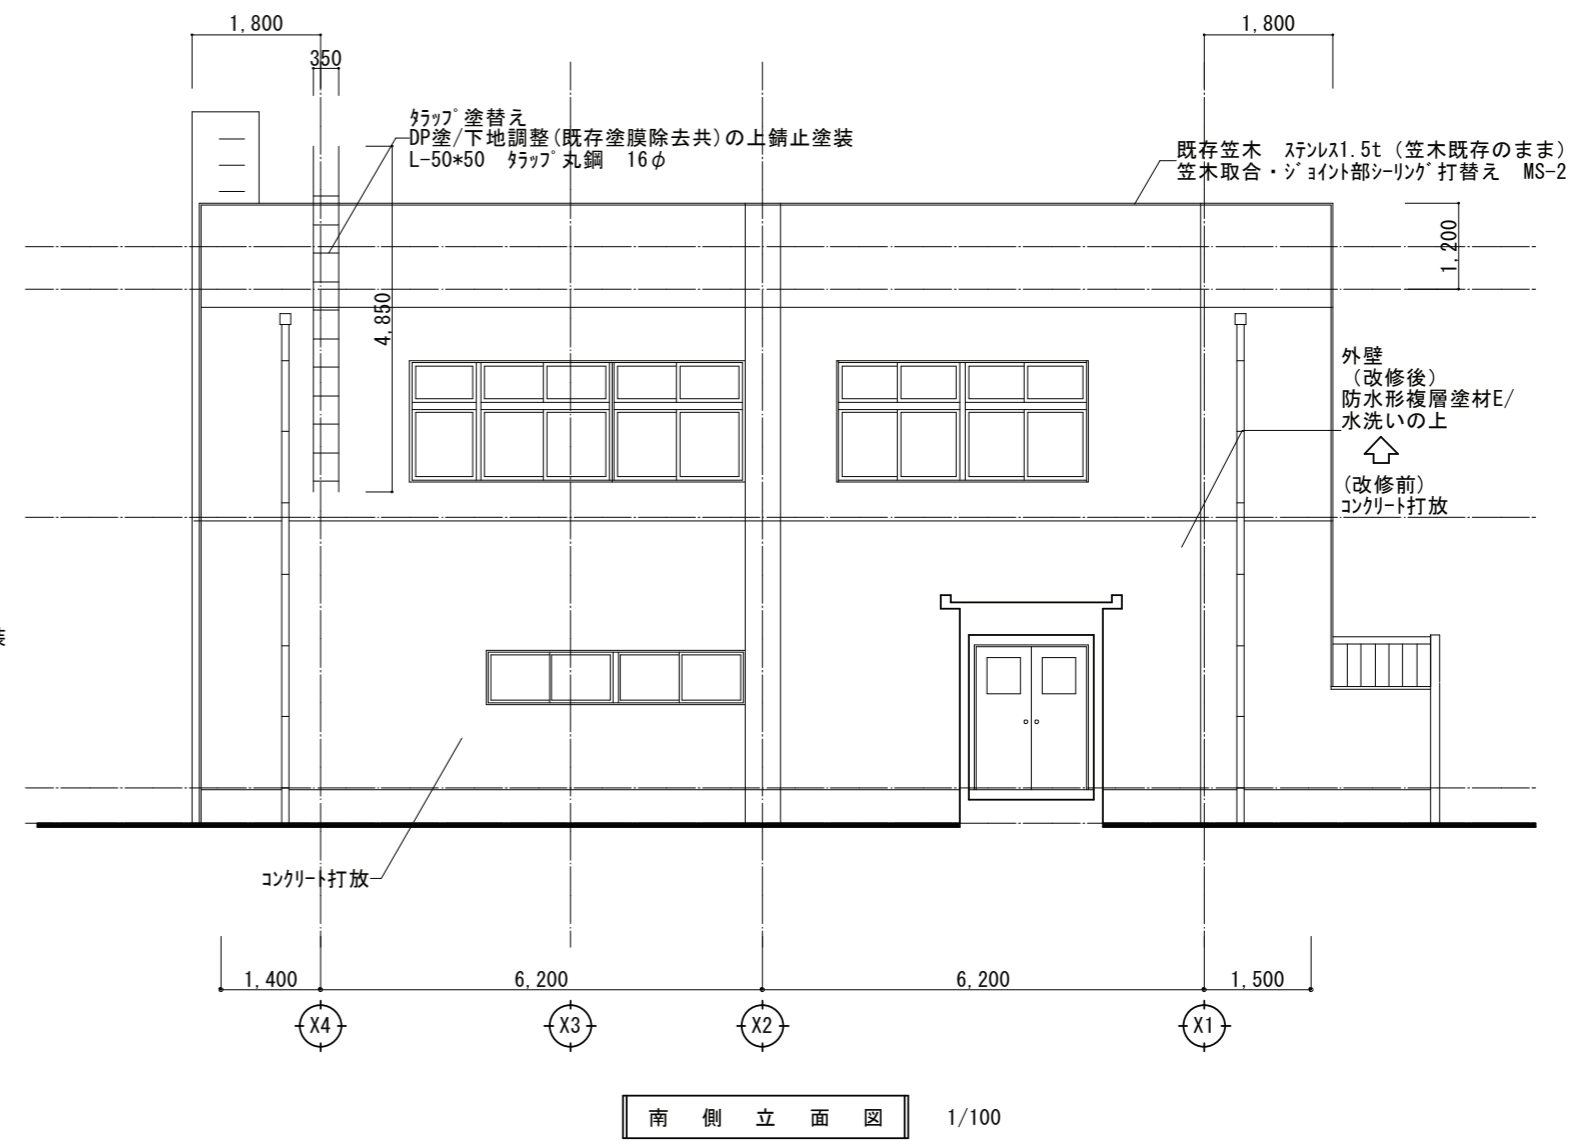 1,800
1,800
350
ﾀﾗｯﾌﾟ塗替え
DP塗/下地調整(既存塗膜除去共)の上錆止塗装
L-50*50 ﾀﾗｯﾌﾟ丸鋼 16φ
既存笠木 ｽﾃﾝﾚｽ1.5t (笠木既存のまま)
笠木取合・ｼﾞｮｲﾝﾄ部ｼｰﾘﾝｸﾞ打替え MS-2
1,200
4,850
外壁
(改修後)
防水形複層塗材E/
水洗いの上
(改修前)
ｺﾝｸﾘｰﾄ打放
装
ｺﾝｸﾘｰﾄ打放
1,400
6,200
6,200
1,500
X4
X3
X2
X1
南側立面図 1/100